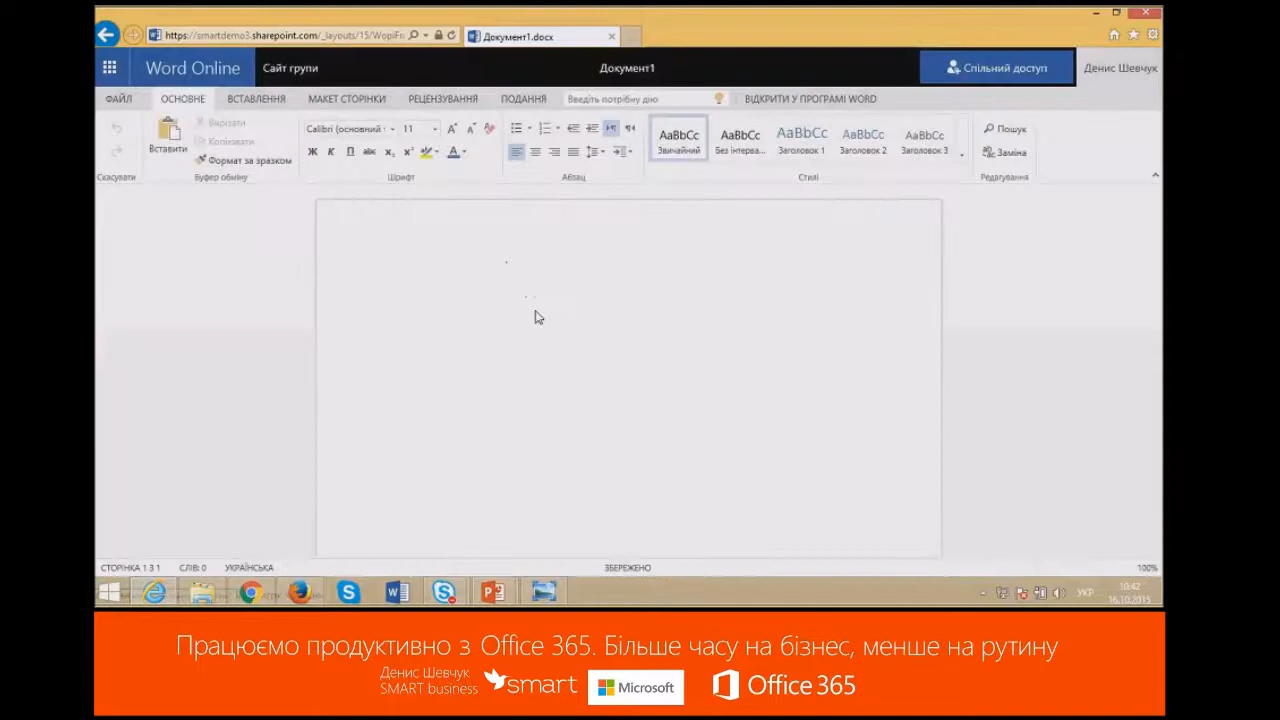 https://smartdemo3.sharepoint.com/_layouts/15/WopiFr
Документ1.docx
Word Online
Сайт групи
Документ1
Спільний доступ
Денис Шевчук
ФАЙЛ
ОСНОВНЕ
ВСТАВЛЕННЯ
МАКЕТ СТОРІНКИ
РЕЦЕНЗУВАННЯ
ПОДАННЯ
Введіть потрібну дію
ВІДКРИТИ У ПРОГРАМІ WORD
Вставити
Вирізати
Копіювати
Формат за зразком
Calibri (основний
11
Ж К П abc x₂ x²
AaBbCc AaBbCc AaBbCc AaBbCc AaBbCc
Звичайний
Без інтерва...
Заголовок 1
Заголовок 2
Заголовок 3
Пошук
Заміна
Скасувати
Буфер обміну
Шрифт
Абзац
Стилі
Редагування
СТОРІНКА 1 З 1
СЛІВ: 0
УКРАЇНСЬКА
ЗБЕРЕЖЕНО
100%
УКР
10:42
16.10.2015
Працюємо продуктивно з Office 365. Більше часу на бізнес, менше на рутину
Денис Шевчук
SMART business
smart
Microsoft
Office 365